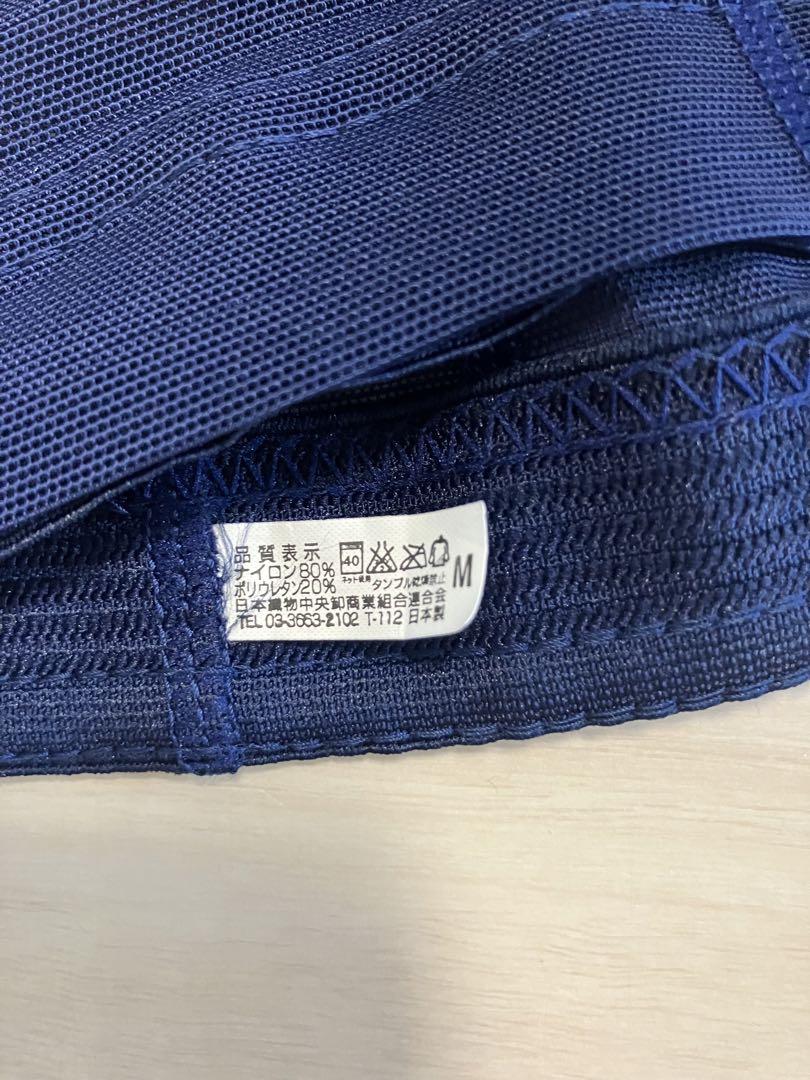 品質表示
ナイロン80%
ポリウレタン20%
40
ネット使用 タンブル乾燥禁止
M
日本織物中央卸商業組合連合会
TEL 03-3663-2102 T-112 日本製